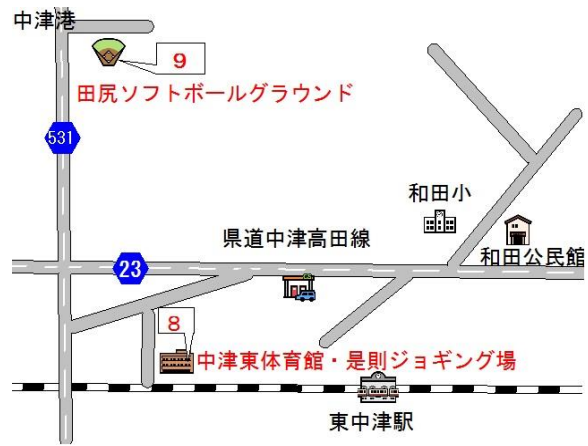 中津港
9
田尻ソフトボールグラウンド
531
和田小
県道中津高田線
和田公民館
23
8
中津東体育館・是則ジョギング場
東中津駅